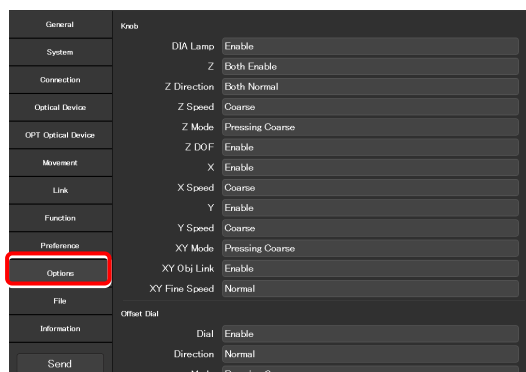 General
System
Connection
Optical Device
OPT Optical Device
Movement
Link
Function
Preference
Options
File
Information
Send
Knob
DIA Lamp Enable
Z Both Enable
Z Direction Both Normal
Z Speed Coarse
Z Mode Pressing Coarse
Z DOF Enable
X Enable
X Speed Coarse
Y Enable
Y Speed Coarse
XY Mode Pressing Coarse
XY Obj Link Enable
XY Fine Speed Normal
Offset Dial
Dial Enable
Direction Normal